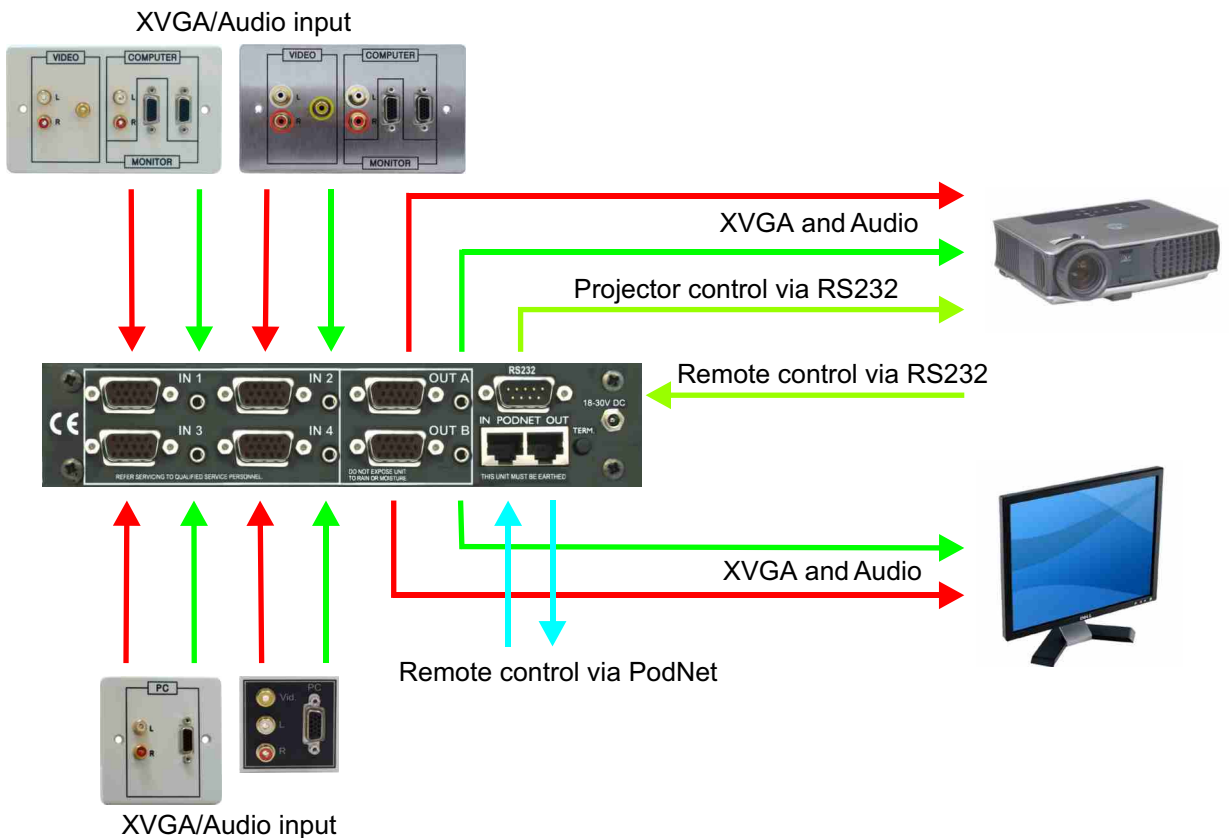 XVGA/Audio input
VIDEO
COMPUTER
L
R
L
R
MONITOR
VIDEO
COMPUTER
L
R
L
R
MONITOR
XVGA and Audio
Projector control via RS232
Remote control via RS232
IN 1
IN 2
OUT A
RS232
18-30V DC
CE
IN PODNET OUT
TERM.
IN 3
IN 4
OUT B
REFER SERVICING TO QUALIFIED SERVICE PERSONNEL.
DO NOT EXPOSE UNIT
TO RAIN OR MOISTURE
THIS UNIT MUST BE EARTHED
XVGA and Audio
DELL
Remote control via PodNet
PC
L
R
Vid.
PC
L
R
XVGA/Audio input